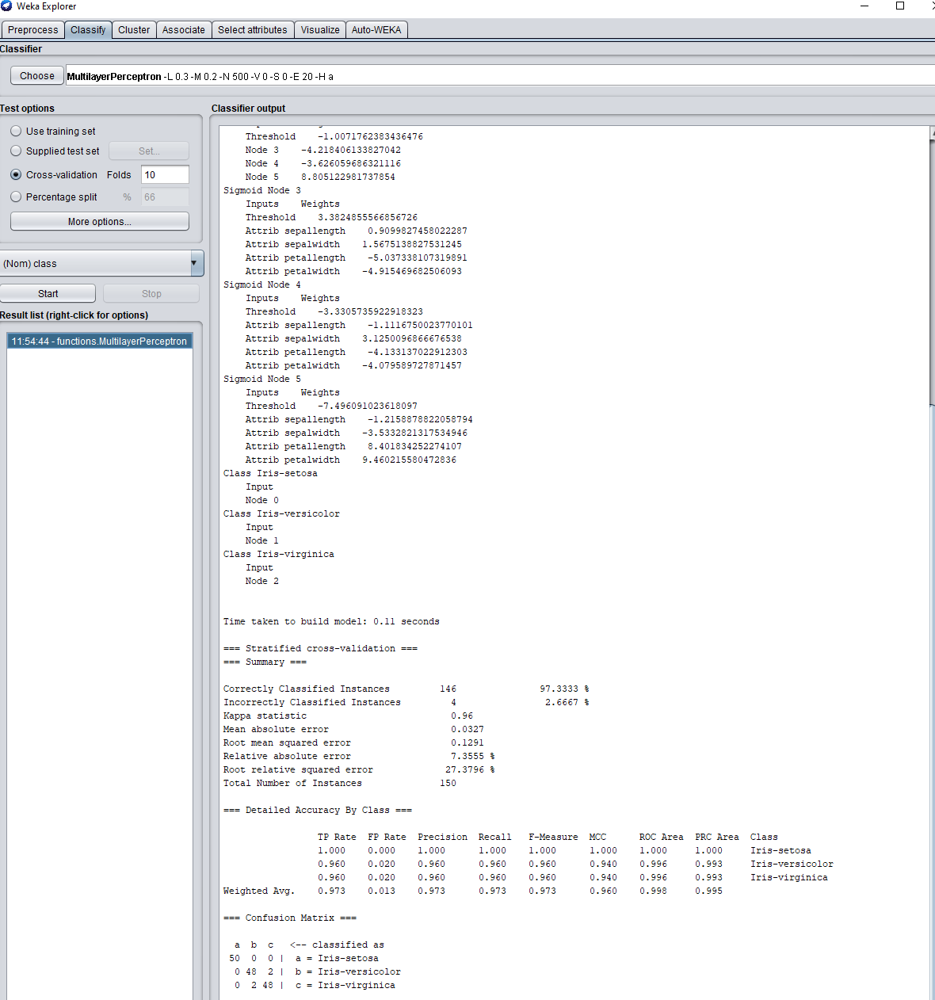 Weka Explorer
Preprocess Classify Cluster Associate Select attributes Visualize Auto-WEKA
Classifier
Choose MultilayerPerceptron -L 0.3 -M 0.2 -N 500 -V 0 -S 0 -E 20 -H a
Test options
Use training set
Supplied test set Set...
Cross-validation Folds 10
Percentage split % 66
More options...
(Nom) class
Start Stop
Result list (right-click for options)
11:54:44 - functions.MultilayerPerceptron
Classifier output
Threshold -1.0071762383436476
Node 3 -4.218406133827042
Node 4 -3.626059686321116
Node 5 8.805122981737854
Sigmoid Node 3
Inputs Weights
Threshold 3.3824855566856726
Attrib sepallength 0.9099827458022287
Attrib sepalwidth 1.5675138827531245
Attrib petallength -5.037338107319891
Attrib petalwidth -4.915469682506093
Sigmoid Node 4
Inputs Weights
Threshold -3.3305735922918323
Attrib sepallength -1.1116750023770101
Attrib sepalwidth 3.1250096866676538
Attrib petallength -4.133137022912303
Attrib petalwidth -4.079589727871457
Sigmoid Node 5
Inputs Weights
Threshold -7.496091023618097
Attrib sepallength -1.2158878822058794
Attrib sepalwidth -3.5332821317534946
Attrib petallength 8.401834252274107
Attrib petalwidth 9.460215580472836
Class Iris-setosa
Input
Node 0
Class Iris-versicolor
Input
Node 1
Class Iris-virginica
Input
Node 2
Time taken to build model: 0.11 seconds
=== Stratified cross-validation ===
=== Summary ===
Correctly Classified Instances 146 97.3333 %
Incorrectly Classified Instances 4 2.6667 %
Kappa statistic 0.96
Mean absolute error 0.0327
Root mean squared error 0.1291
Relative absolute error 7.3555 %
Root relative squared error 27.3796 %
Total Number of Instances 150
=== Detailed Accuracy By Class ===
TP Rate FP Rate Precision Recall F-Measure MCC ROC Area PRC Area Class
1.000 0.000 1.000 1.000 1.000 1.000 1.000 1.000 Iris-setosa
0.960 0.020 0.960 0.960 0.960 0.940 0.996 0.993 Iris-versicolor
0.960 0.020 0.960 0.960 0.960 0.940 0.996 0.993 Iris-virginica
Weighted Avg. 0.973 0.013 0.973 0.973 0.973 0.960 0.998 0.995
=== Confusion Matrix ===
a b c <-- classified as
50 0 0 | a = Iris-setosa
0 48 2 | b = Iris-versicolor
0 2 48 | c = Iris-virginica